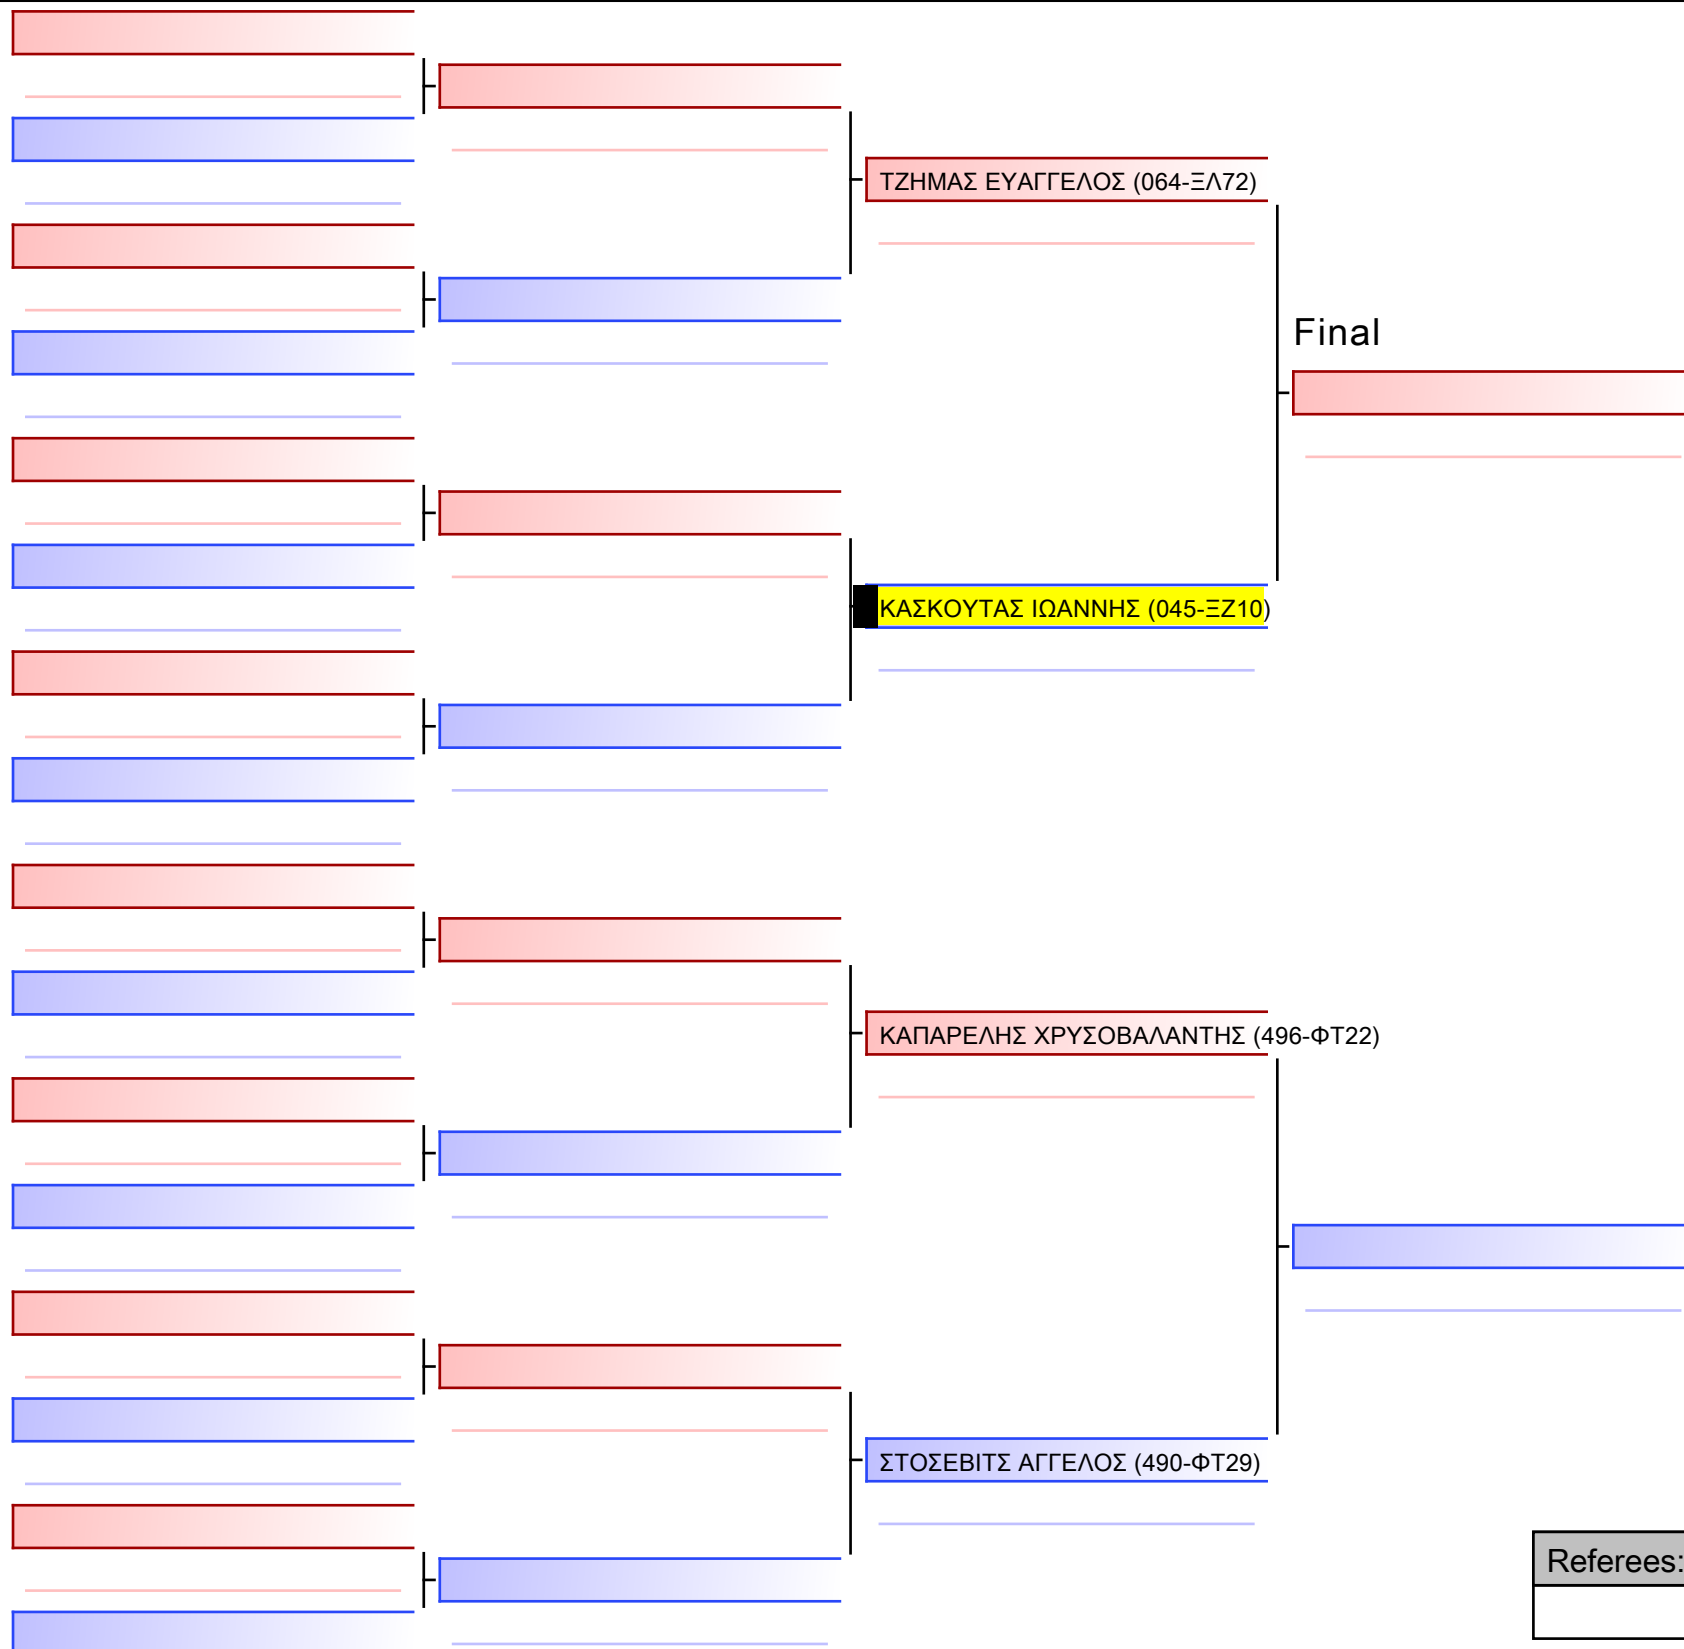 ΤΖΗΜΑΣ ΕΥΑΓΓΕΛΟΣ (064-ΞΛ72)
Final
ΚΑΣΚΟΥΤΑΣ ΙΩΑΝΝΗΣ (045-ΞΖ10)
ΚΑΠΑΡΕΛΗΣ ΧΡΥΣΟΒΑΛΑΝΤΗΣ (496-ΦΤ22)
ΣΤΟΣΕΒΙΤΣ ΑΓΓΕΛΟΣ (490-ΦΤ29)
Referees: